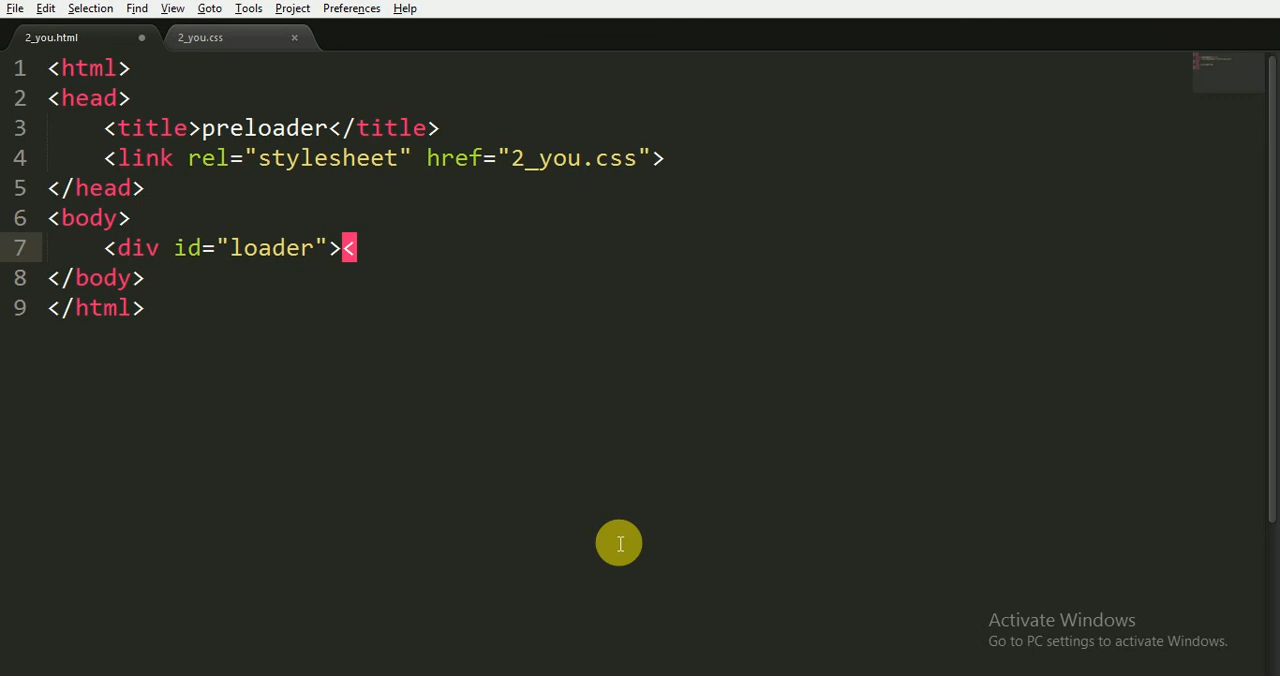 File Edit Selection Find View Goto Tools Project Preferences Help
2_you.html 2_you.css
1 <html>
2 <head>
3 <title>preloader</title>
4 <link rel="stylesheet" href="2_you.css">
5 </head>
6 <body>
7 <div id="loader"><
8 </body>
9 </html>
Activate Windows
Go to PC settings to activate Windows.